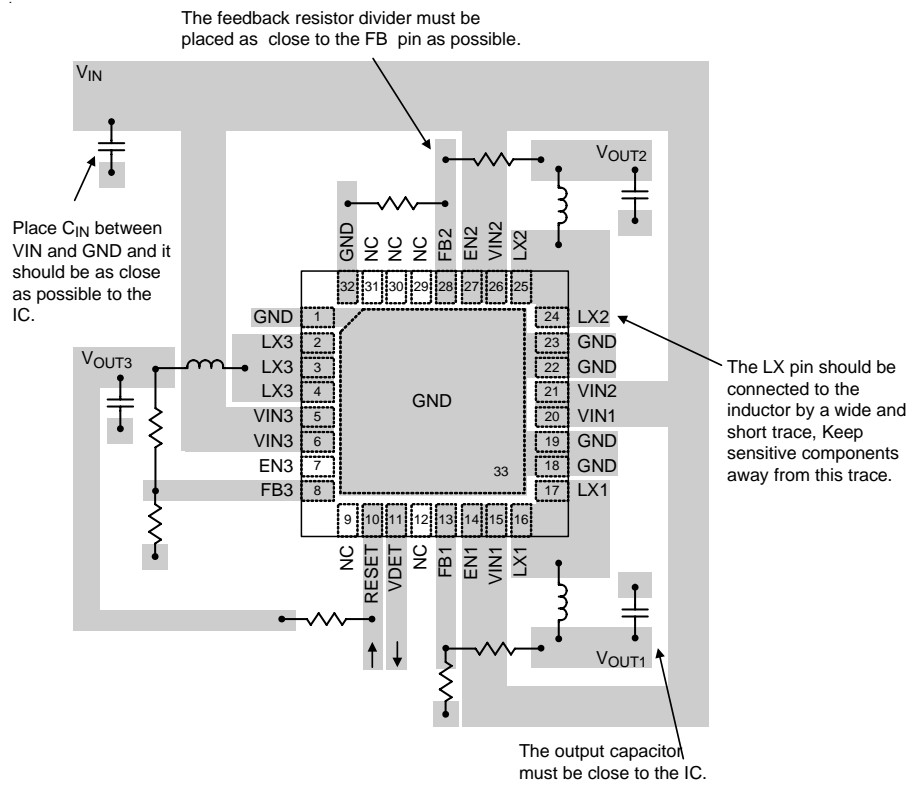 The feedback resistor divider must be
placed as close to the FB pin as possible.
VIN
VOUT2
Place CIN between
VIN and GND and it
should be as close
as possible to the
IC.
GND
NC
NC
NC
FB2
EN2
VIN2
LX2
32
31
30
29
28
27
26
25
GND 1
LX3 2
LX3 3
LX3 4
VIN3 5
VIN3 6
EN3 7
FB3 8
VOUT3
GND
33
24 LX2
23 GND
22 GND
21 VIN2
20 VIN1
19 GND
18 GND
17 LX1
The LX pin should be
connected to the
inductor by a wide and
short trace, Keep
sensitive components
away from this trace.
9
10
11
12
13
14
15
16
NC
RESET
VDET
NC
FB1
EN1
VIN1
LX1
VOUT1
The output capacitor
must be close to the IC.